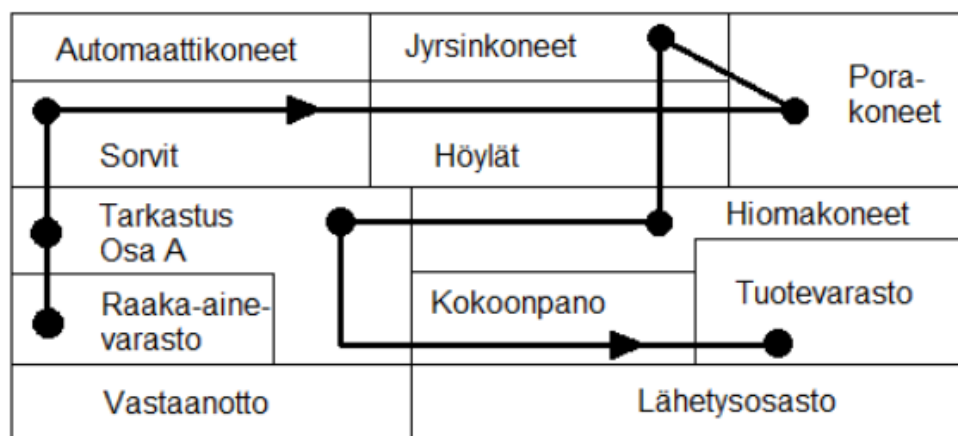 Automaattikoneet
Jyrsinkoneet
Pora-
koneet
Sorvit
Höylät
Tarkastus
Osa A
Hiomakoneet
Raaka-aine-
varasto
Kokoonpano
Tuotevarasto
Vastaanotto
Lähetysosasto